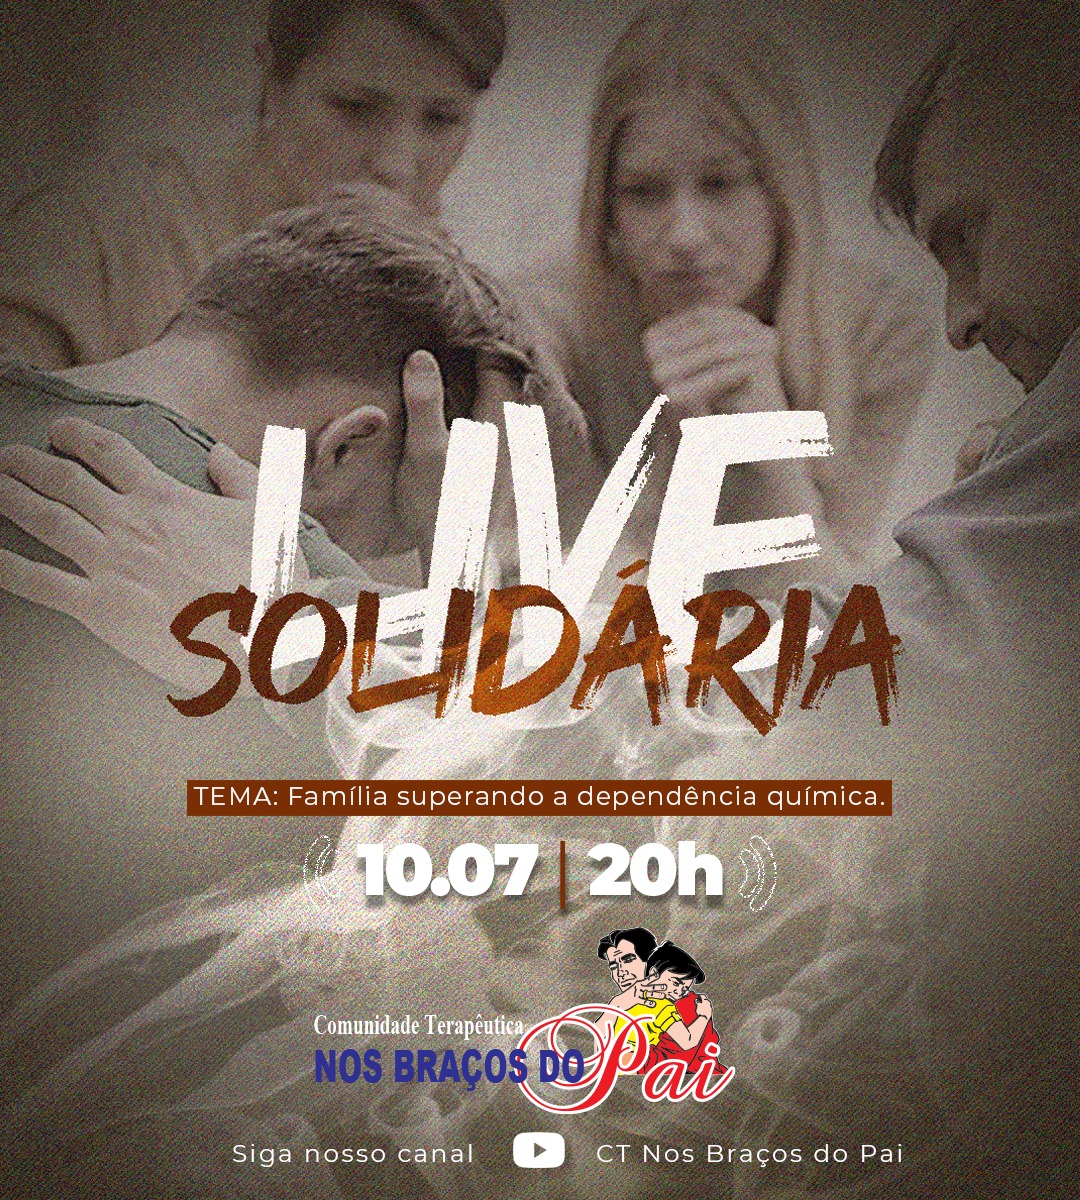 LIVE
SOLIDÁRIA
TEMA: Família superando a dependência química.
10.07 | 20h
Comunidade Terapêutica
NOS BRAÇOS DO Pai
Siga nosso canal CT Nos Braços do Pai